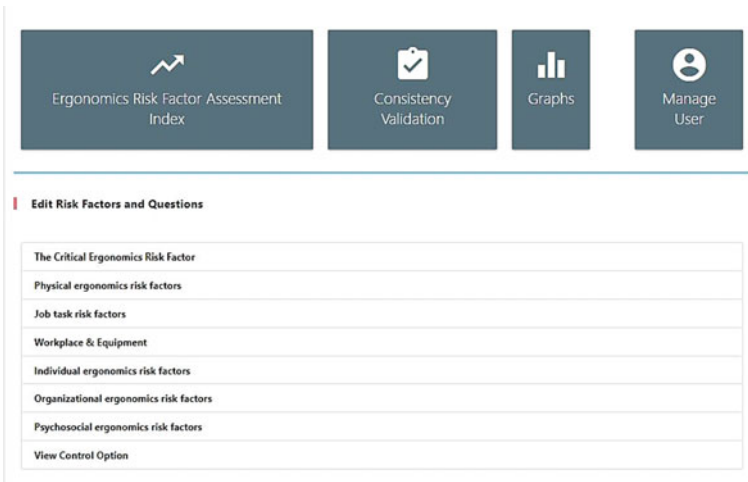 Ergonomics Risk Factor Assessment
Index
Consistency
Validation
Graphs
Manage
User
Edit Risk Factors and Questions
The Critical Ergonomics Risk Factor
Physical ergonomics risk factors
Job task risk factors
Workplace & Equipment
Individual ergonomics risk factors
Organizational ergonomics risk factors
Psychosocial ergonomics risk factors
View Control Option